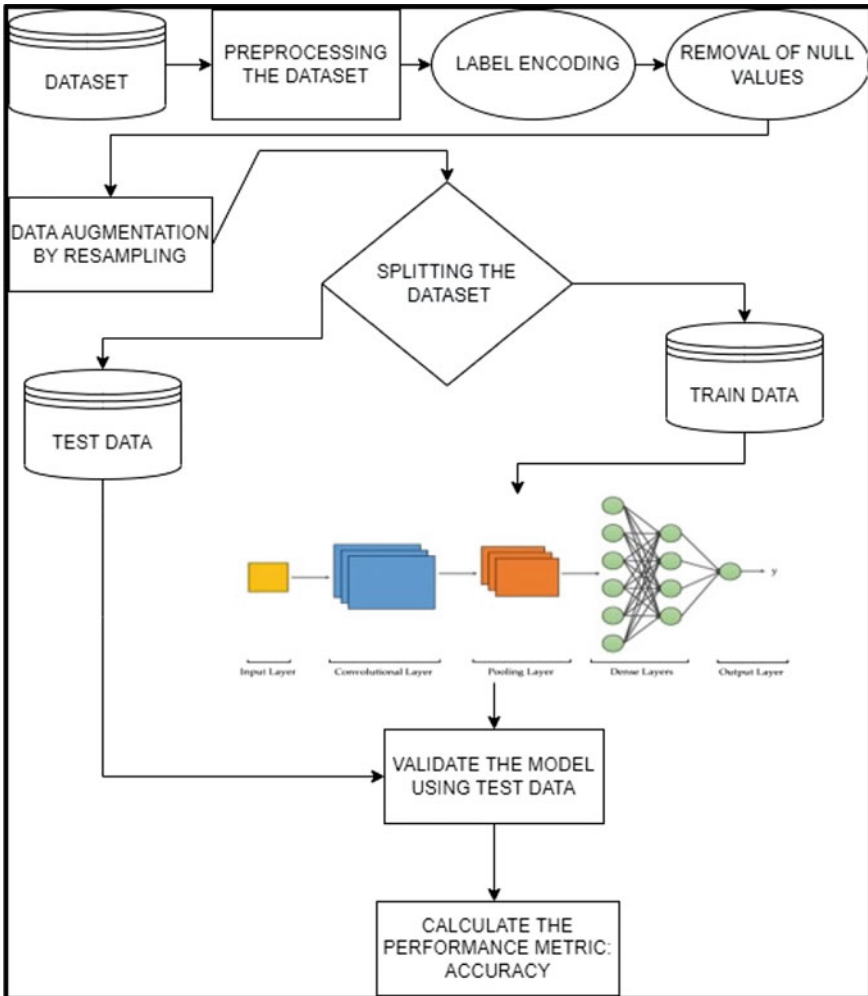 DATASET
PREPROCESSING
THE DATASET
LABEL ENCODING
REMOVAL OF NULL
VALUES
DATA AUGMENTATION
BY RESAMPLING
SPLITTING THE
DATASET
TEST DATA
TRAIN DATA
y
Input Layer
Convolutional Layer
Pooling Layer
Dense Layers
Output Layer
VALIDATE THE MODEL
USING TEST DATA
CALCULATE THE
PERFORMANCE METRIC:
ACCURACY